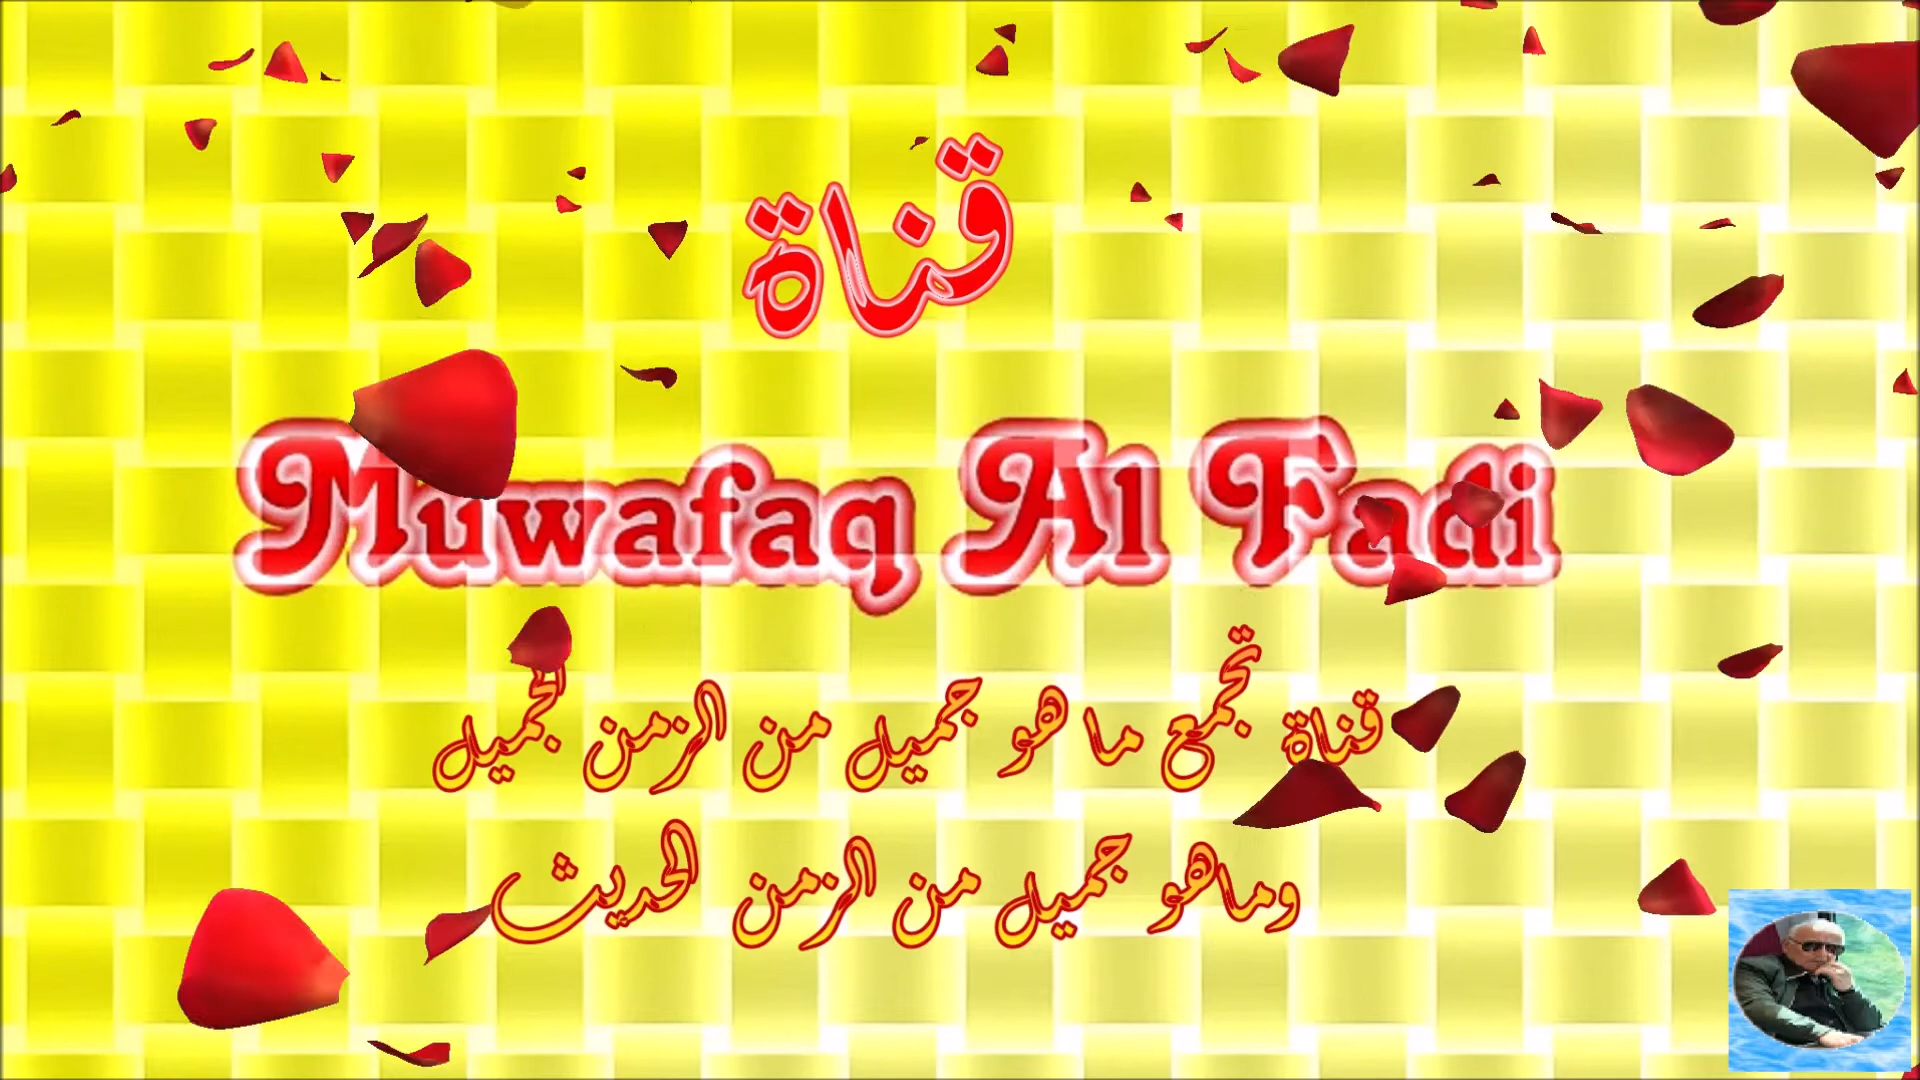 قناة
Muwafaq Al Fadi
قناة تجمع ما هو جميل من الزمن الجميل
وماهو جميل من الزمن الحديث